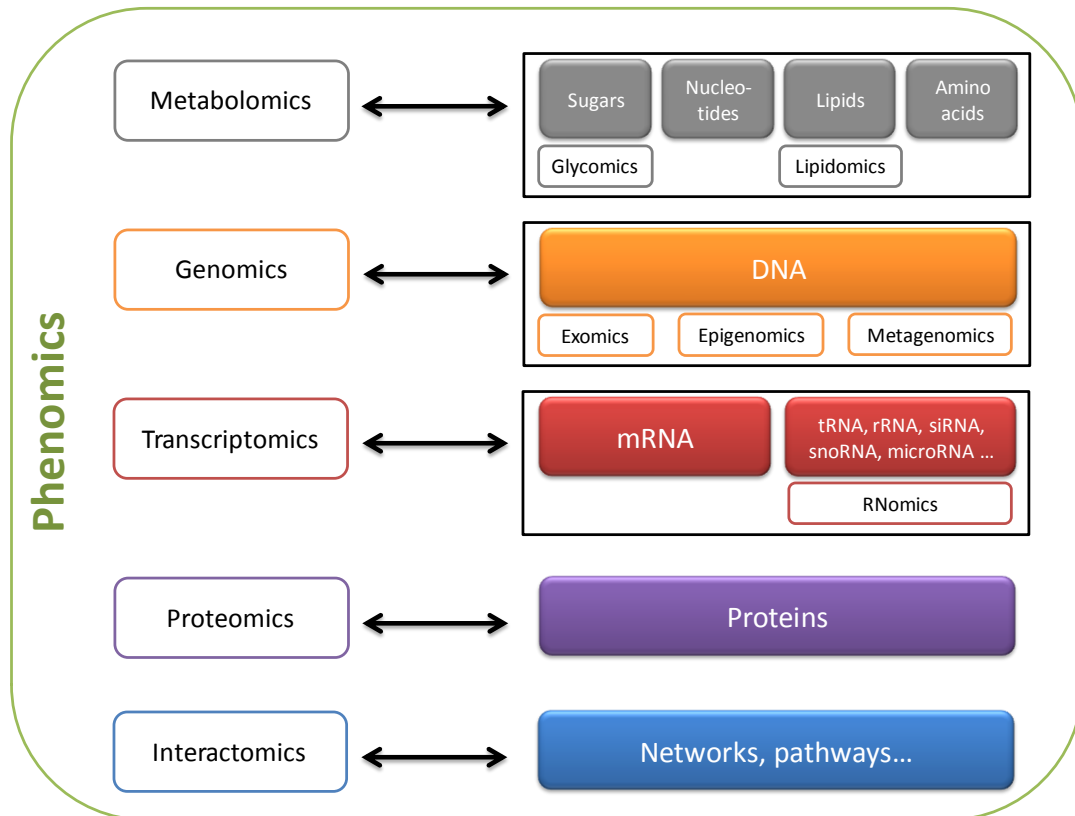 Phenomics
Metabolomics
Sugars
Nucleo-
tides
Lipids
Amino
acids
Glycomics
Lipidomics
Genomics
DNA
Exomics
Epigenomics
Metagenomics
Transcriptomics
mRNA
tRNA, rRNA, siRNA,
snoRNA, microRNA ...
RNomics
Proteomics
Proteins
Interactomics
Networks, pathways...